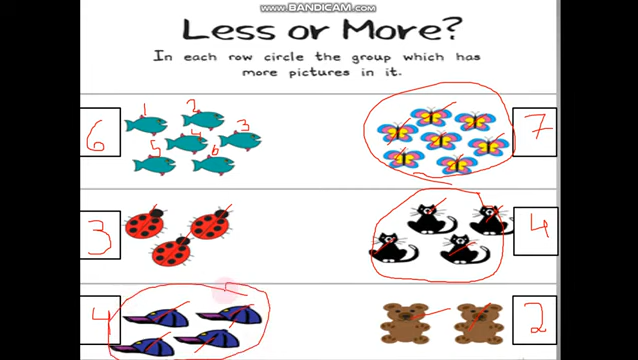 WWW.BANDICAM.COM
Less or More?
In each row circle the group which has
more pictures in it.
6 1 2 3 4 5 6 7
3 4
4 2